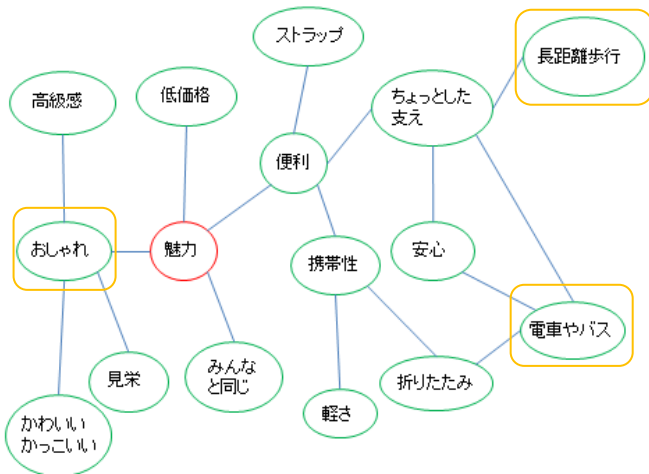 ストラップ
長距離歩行
高級感
低価格
ちょっとした
支え
便利
おしゃれ
魅力
安心
携帯性
電車やバス
見栄
みんな
と同じ
折りたたみ
軽さ
かわいい
かっこいい